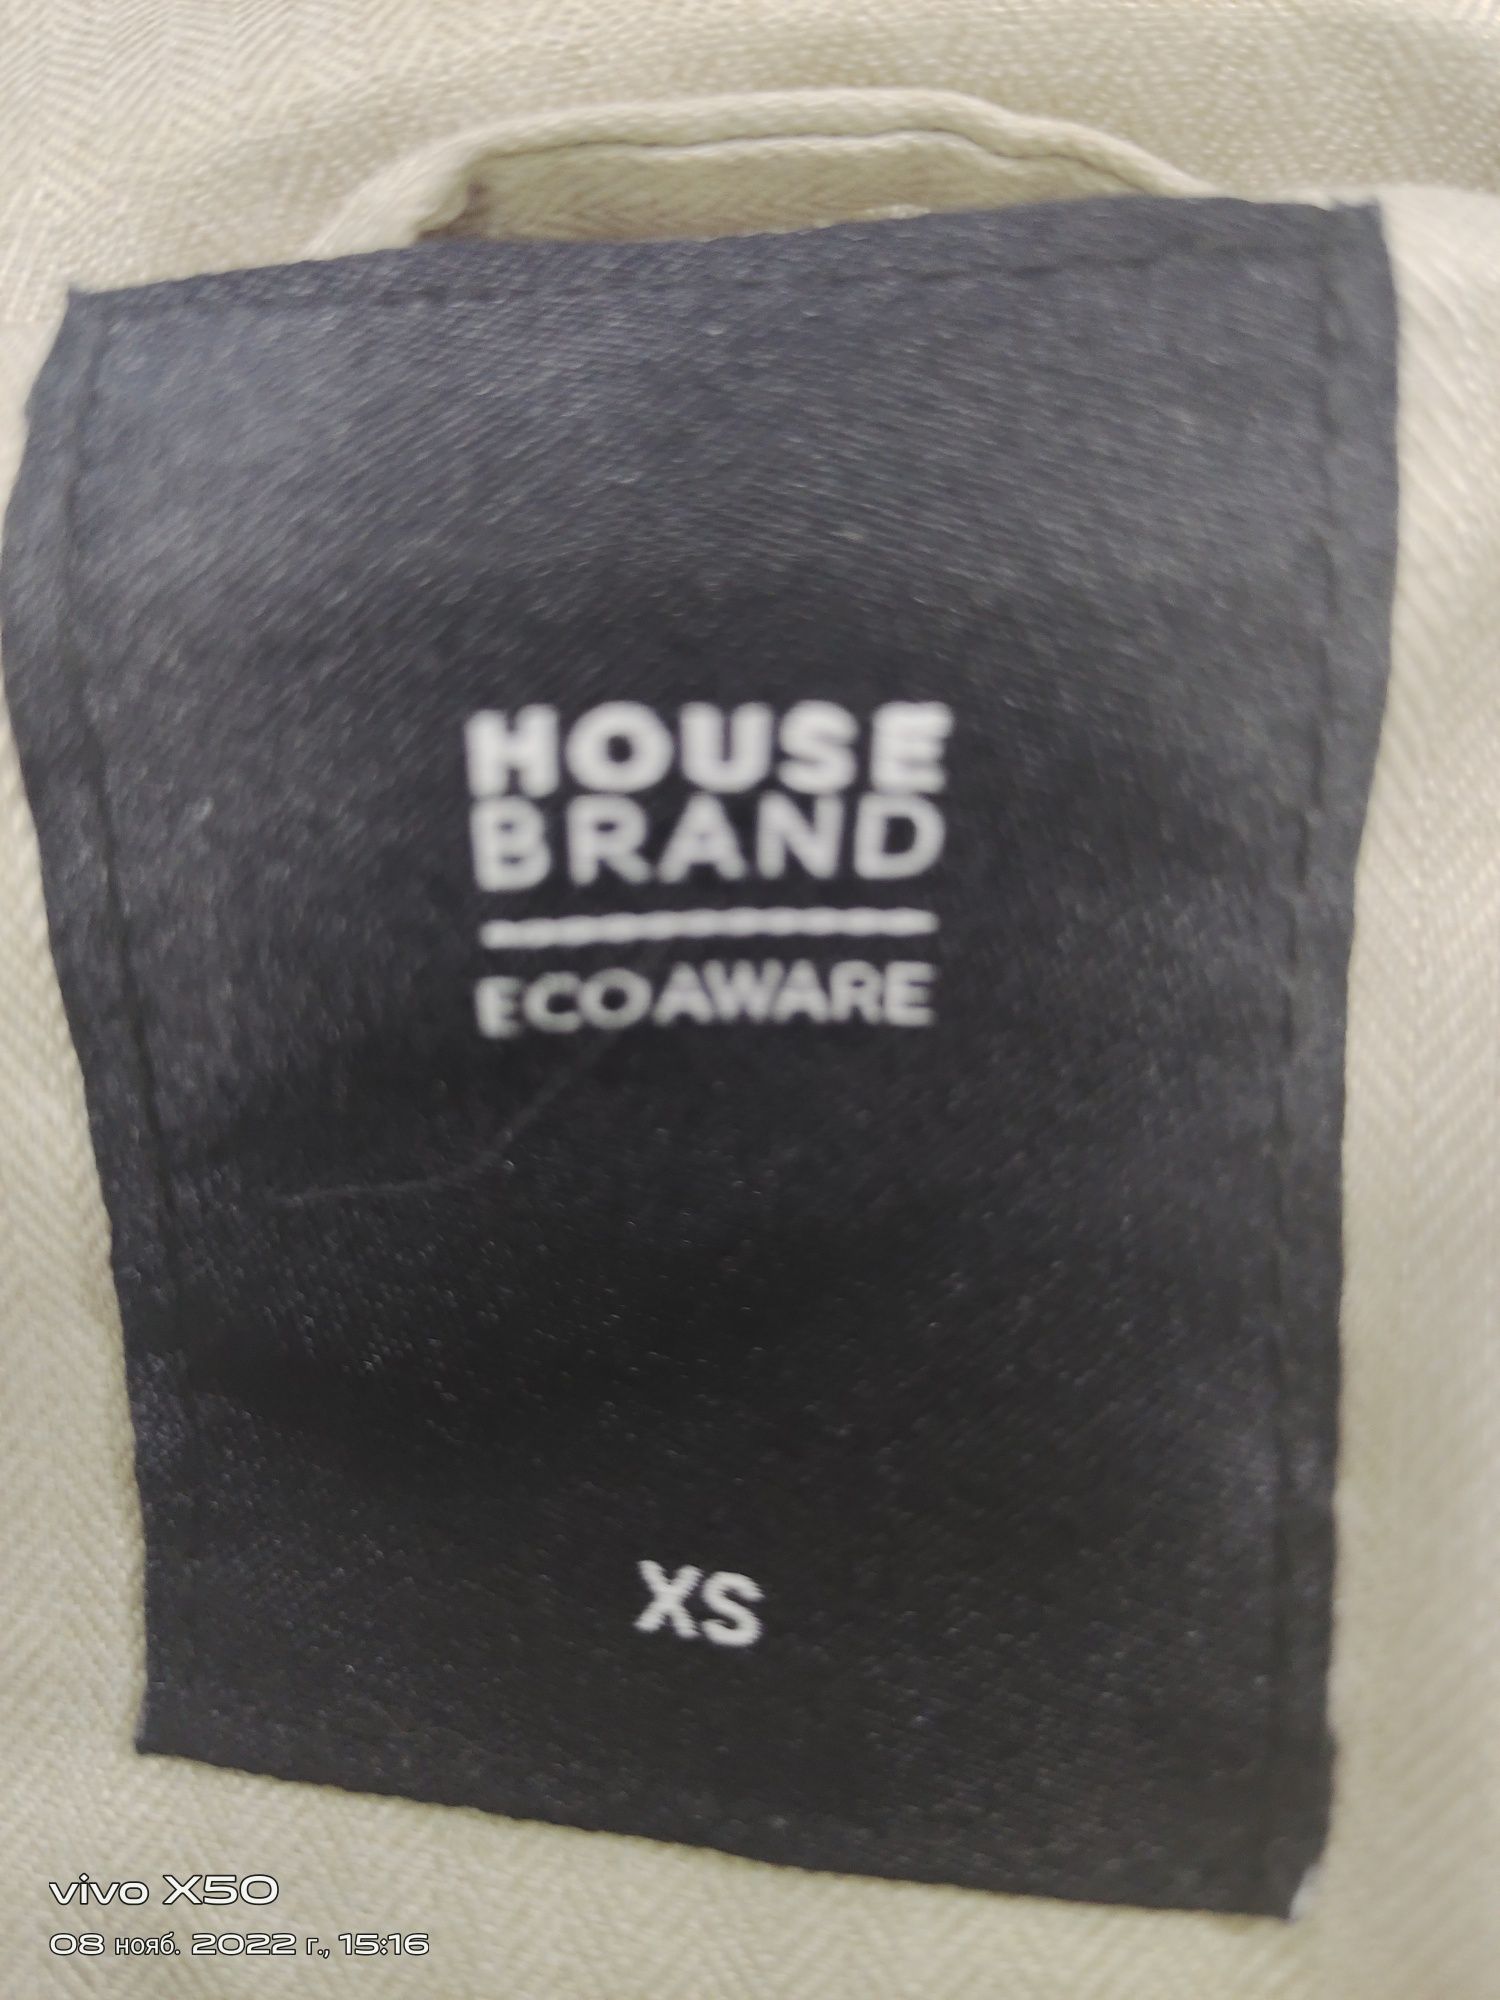 HOUSE
BRAND
ECOAWARE
XS
vivo X50
08 нояб. 2022 г., 15:16